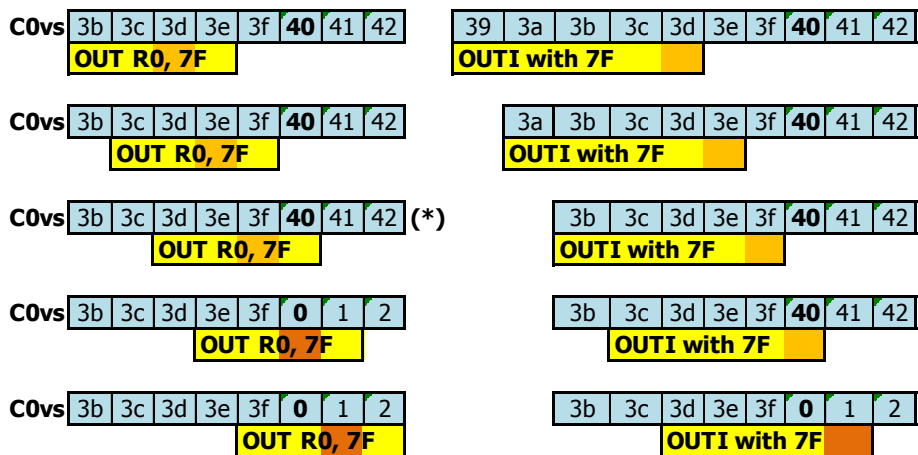 C0vs 3b 3c 3d 3e 3f 40 41 42 39 3a 3b 3c 3d 3e 3f 40 41 42
OUT R0, 7F OUTI with 7F
C0vs 3b 3c 3d 3e 3f 40 41 42 3a 3b 3c 3d 3e 3f 40 41 42
OUT R0, 7F OUTI with 7F
C0vs 3b 3c 3d 3e 3f 40 41 42 (*) 3b 3c 3d 3e 3f 40 41 42
OUT R0, 7F OUTI with 7F
C0vs 3b 3c 3d 3e 3f 0 1 2 3b 3c 3d 3e 3f 40 41 42
OUT R0, 7F OUTI with 7F
C0vs 3b 3c 3d 3e 3f 0 1 2 3b 3c 3d 3e 3f 0 1 2
OUT R0, 7F OUTI with 7F